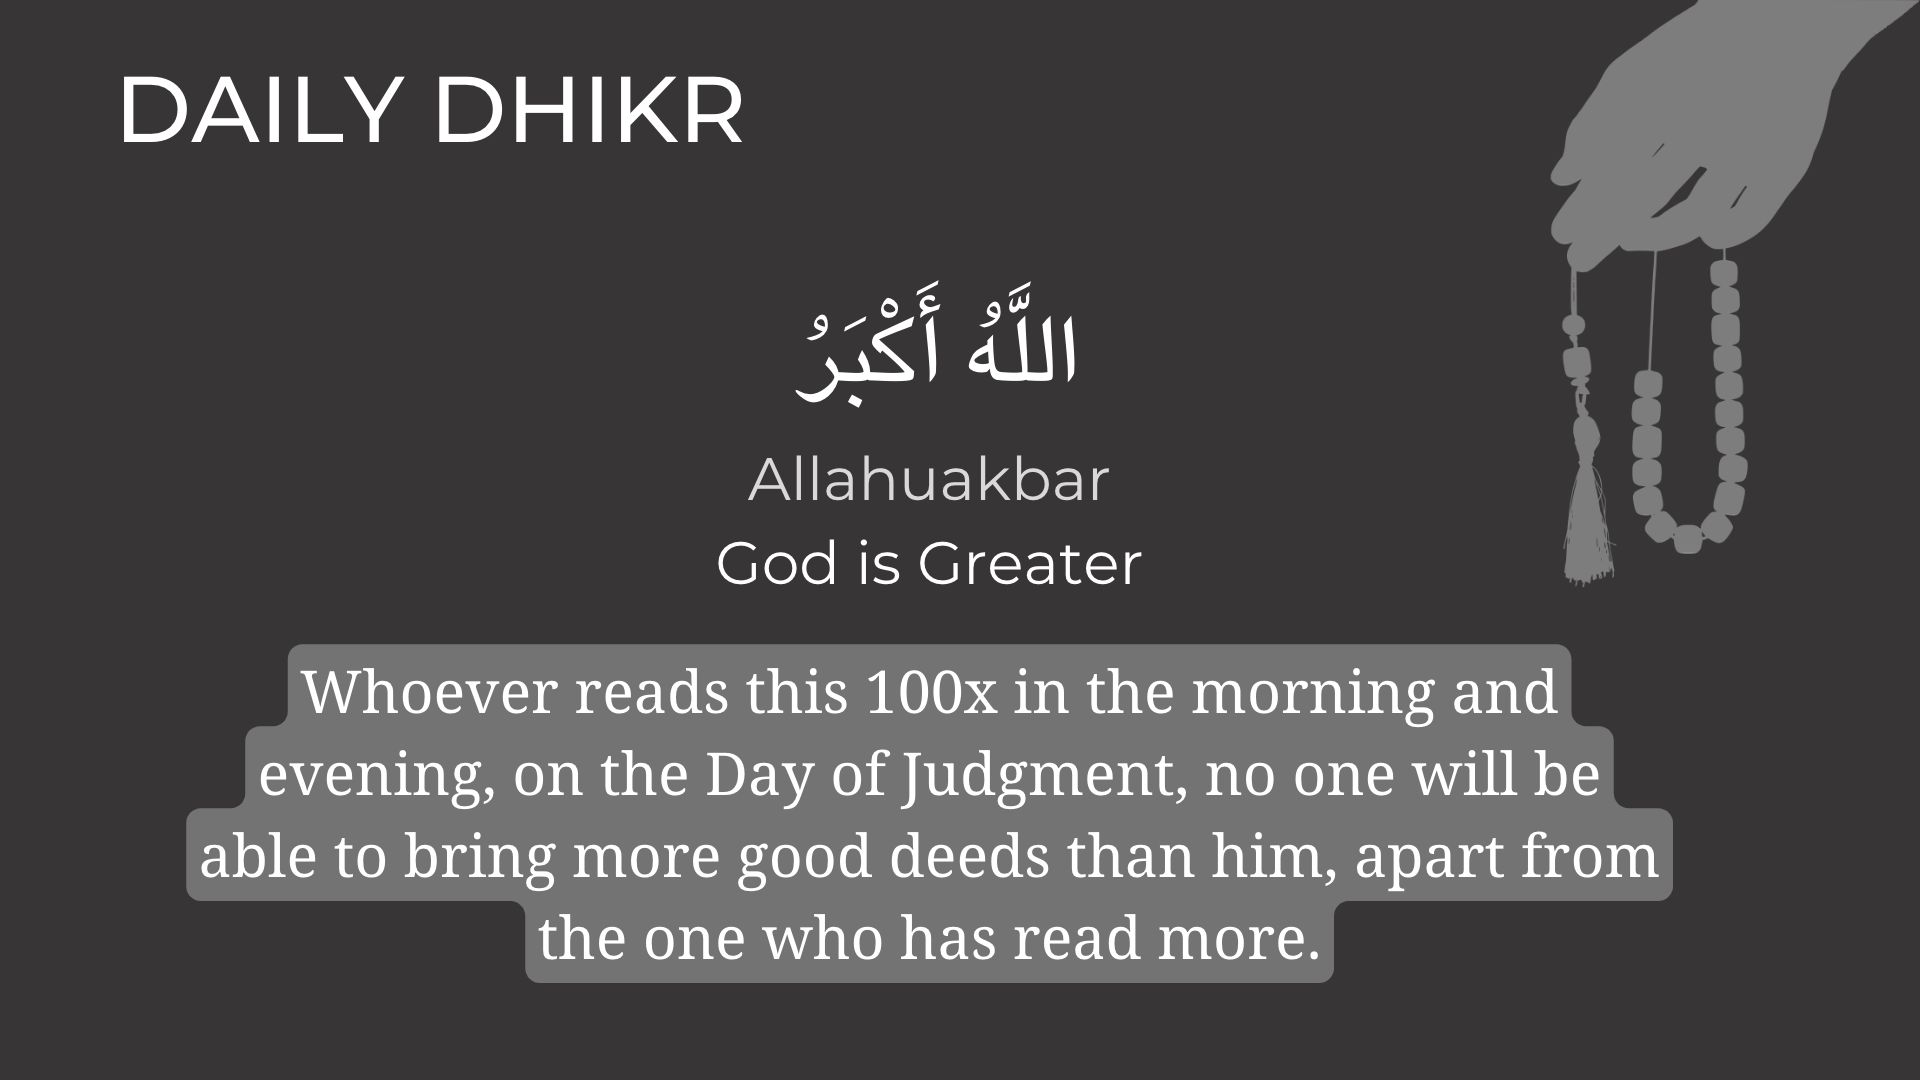 DAILY DHIKR
اللَّهُ أَكْبَرُ
Allahuakbar
God is Greater
Whoever reads this 100x in the morning and
evening, on the Day of Judgment, no one will be
able to bring more good deeds than him, apart from
the one who has read more.